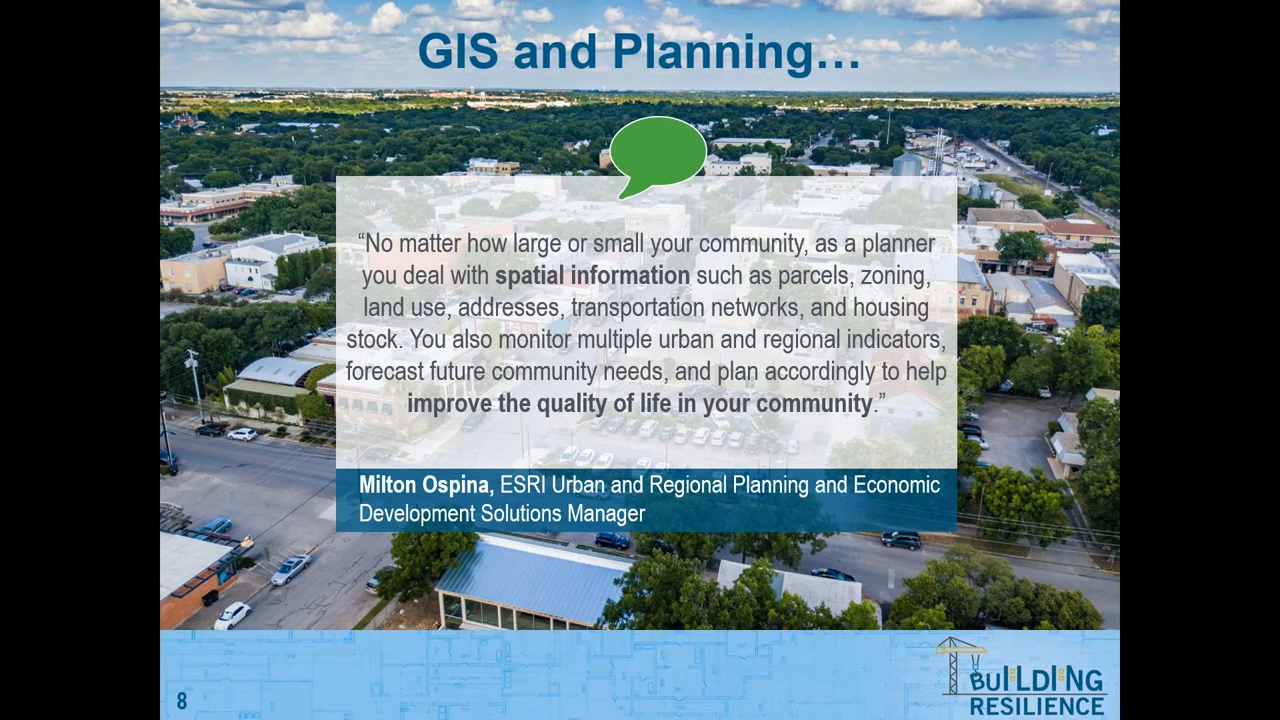 GIS and Planning…
“No matter how large or small your community, as a planner
you deal with spatial information such as parcels, zoning,
land use, addresses, transportation networks, and housing
stock. You also monitor multiple urban and regional indicators,
forecast future community needs, and plan accordingly to help
improve the quality of life in your community.”
Milton Ospina, ESRI Urban and Regional Planning and Economic
Development Solutions Manager
8
BUILDING
RESILIENCE